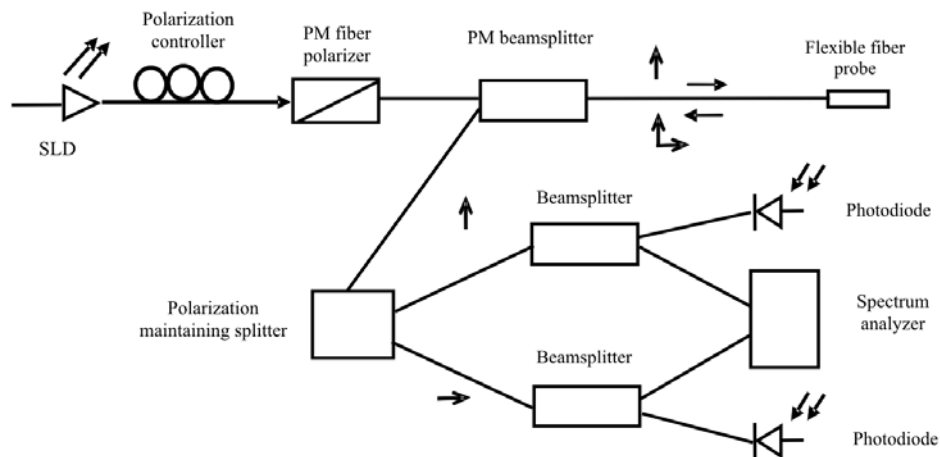 Polarization
controller
PM fiber
polarizer
PM beamsplitter
Flexible fiber
probe
SLD
Beamsplitter
Photodiode
Polarization
maintaining splitter
Spectrum
analyzer
Beamsplitter
Photodiode